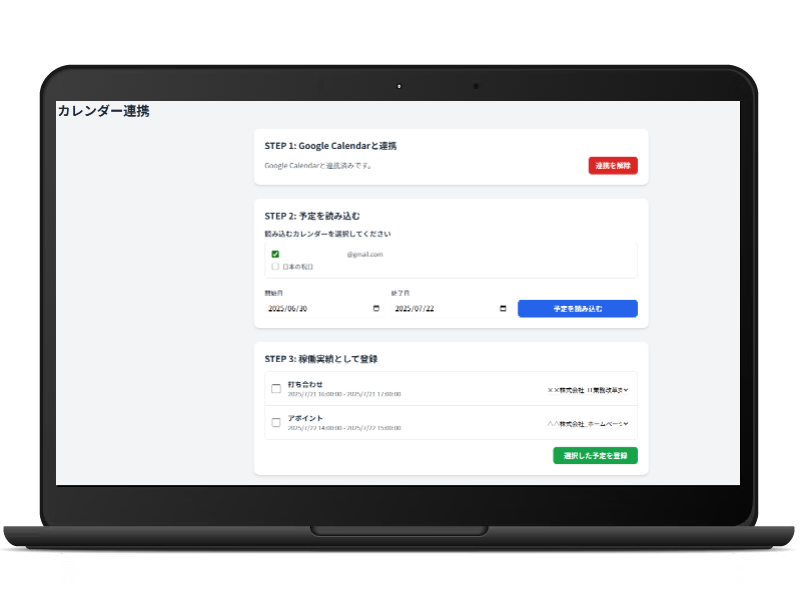 カレンダー連携
STEP 1: Google Calendarと連携
Google Calendarと連携済みです。
連携を解除
STEP 2: 予定を読み込む
読み込むカレンダーを選択してください
@gmail.com
日本の祝日
開始日 終了日
2025/06/30 2025/07/22 予定を読み込む
STEP 3: 稼働実績として登録
打ち合わせ
2025/7/21 16:00:00 - 2025/7/21 17:00:00
××株式会社_IT業務改革支
アポイント
2025/7/22 14:00:00 - 2025/7/22 15:00:00
△△株式会社_ホームページ
選択した予定を登録